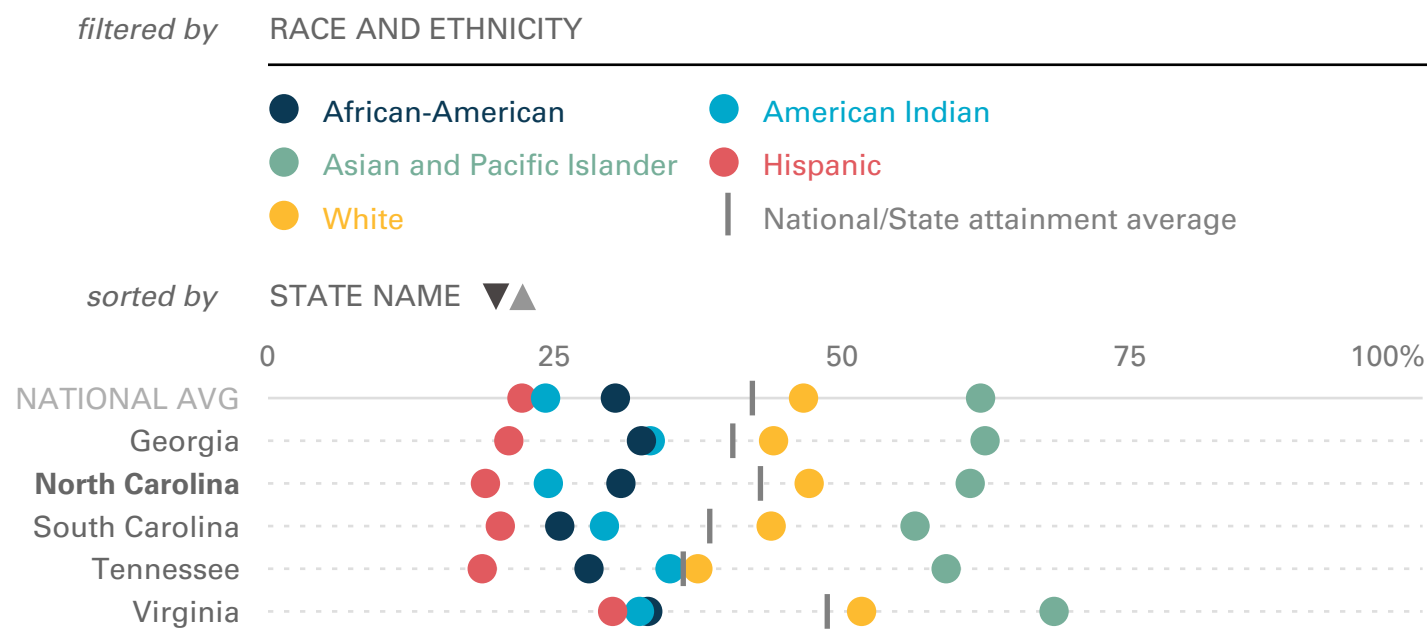 filtered by RACE AND ETHNICITY
African-American American Indian
Asian and Pacific Islander Hispanic
White National/State attainment average
sorted by STATE NAME
0 25 50 75 100%
NATIONAL AVG
Georgia
North Carolina
South Carolina
Tennessee
Virginia